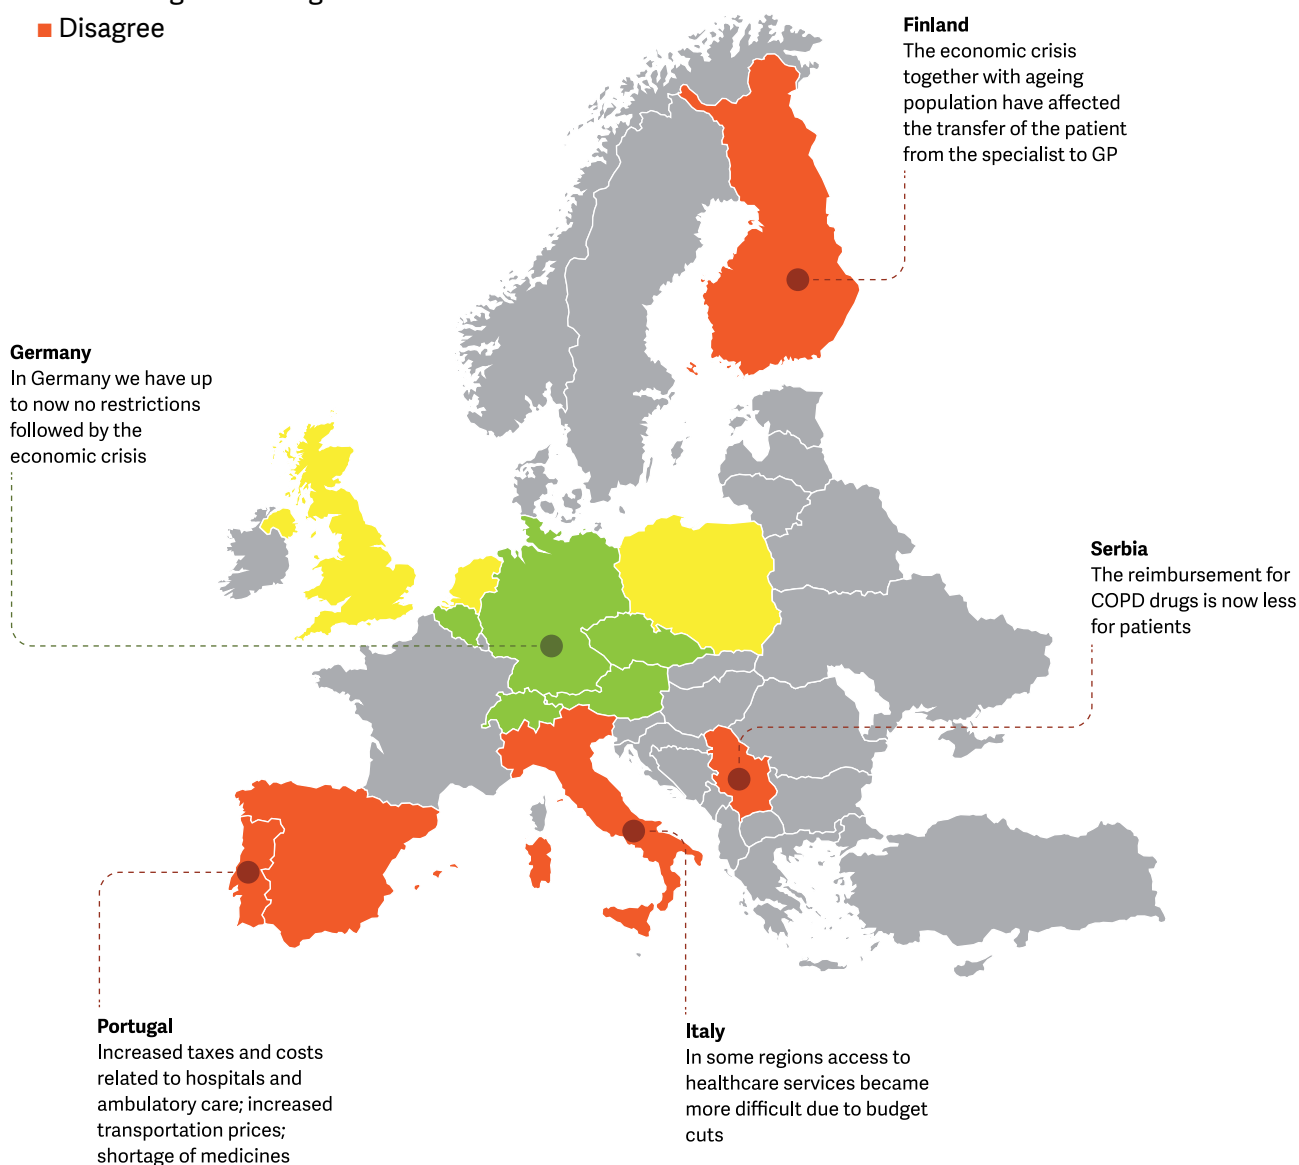 Disagree
Finland
The economic crisis
together with ageing
population have affected
the transfer of the patient
from the specialist to GP
Germany
In Germany we have up
to now no restrictions
followed by the
economic crisis
Serbia
The reimbursement for
COPD drugs is now less
for patients
Portugal
Increased taxes and costs
related to hospitals and
ambulatory care; increased
transportation prices;
shortage of medicines
Italy
In some regions access to
healthcare services became
more difficult due to budget
cuts